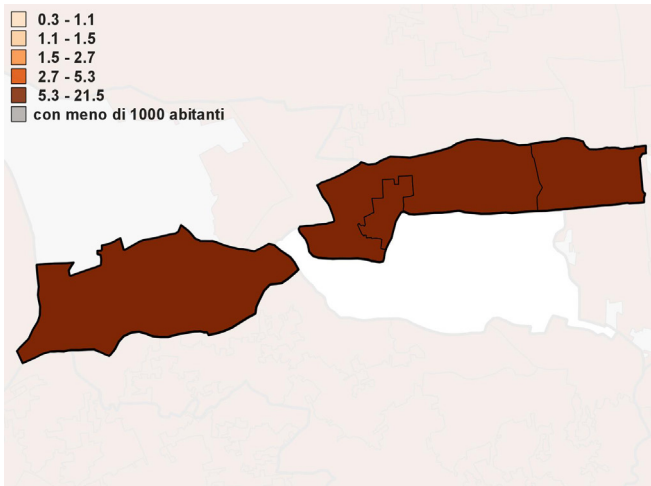 0.3 - 1.1
1.1 - 1.5
1.5 - 2.7
2.7 - 5.3
5.3 - 21.5
con meno di 1000 abitanti